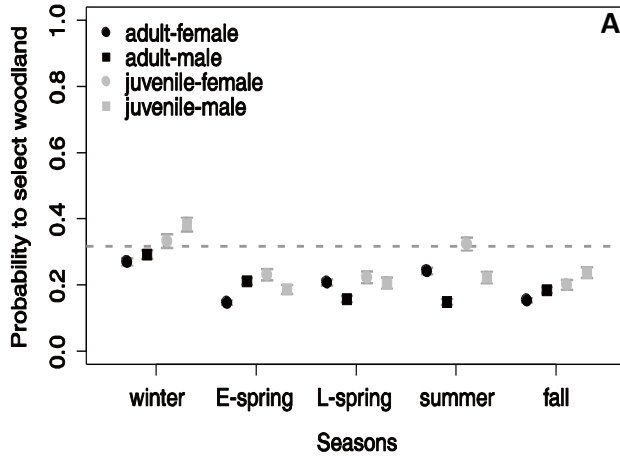 A
adult-female
adult-male
juvenile-female
juvenile-male
Probability to select woodland
1.0
0.8
0.6
0.4
0.2
0.0
winter E-spring L-spring summer fall
Seasons